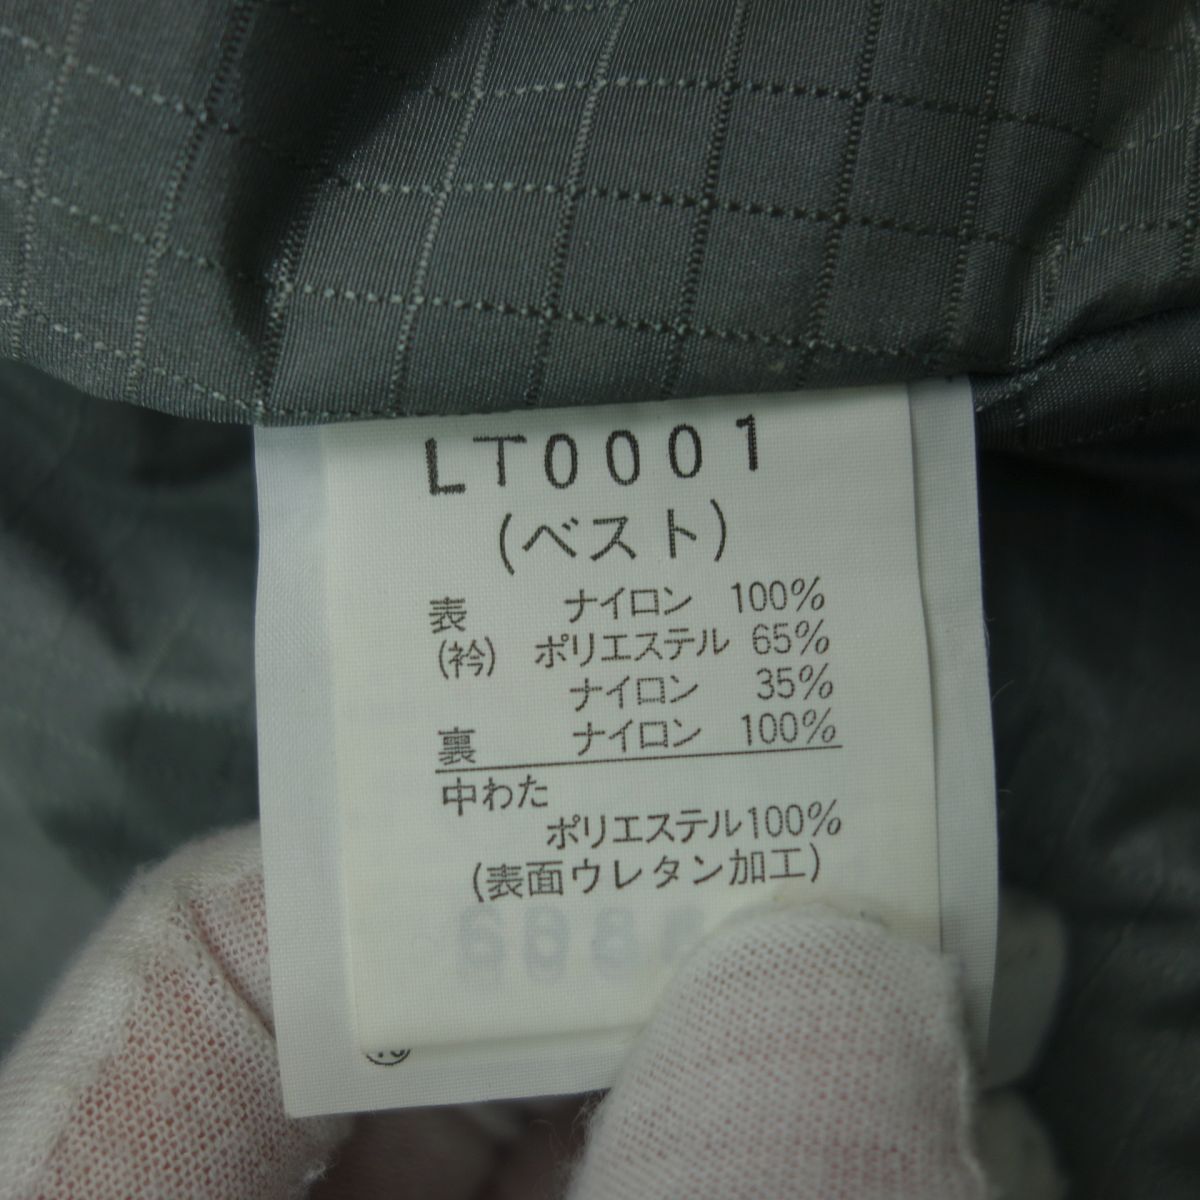 LT0001
(ベスト)
表 ナイロン 100%
(衿) ポリエステル 65%
ナイロン 35%
裏 ナイロン 100%
中わた
ポリエステル100%
(表面ウレタン加工)